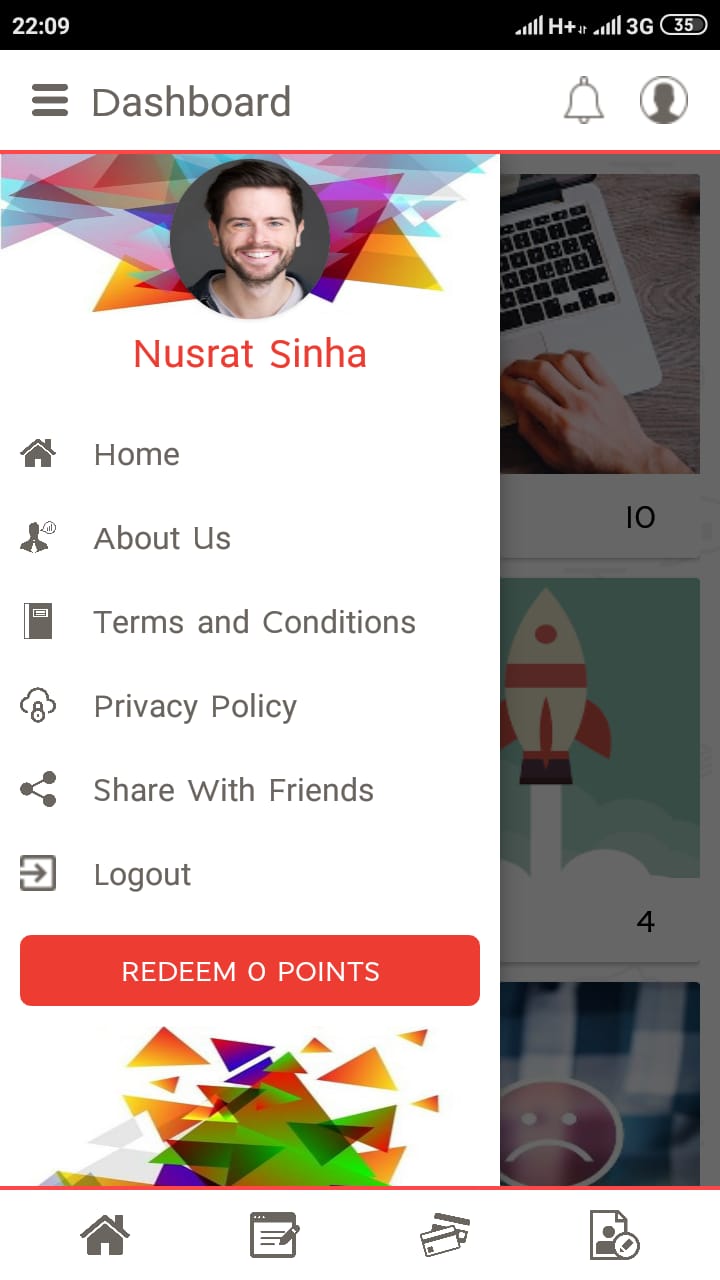 22:09 H+ 3G 35
Dashboard
Nusrat Sinha
Home
About Us
Terms and Conditions
Privacy Policy
Share With Friends
Logout
REDEEM 0 POINTS
10
4